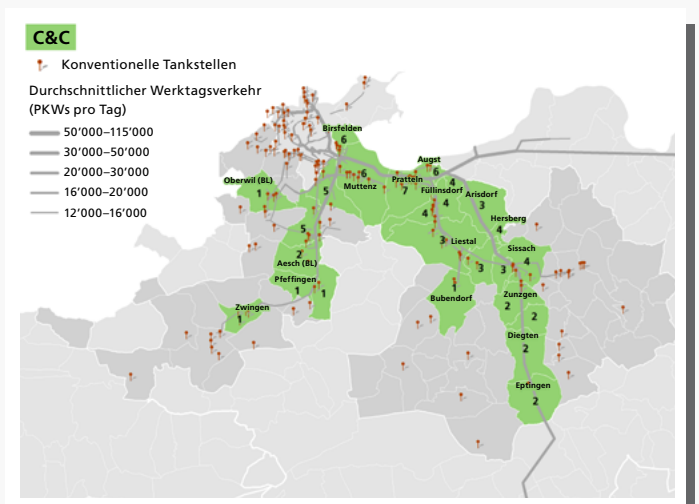 C&C
Konventionelle Tankstellen
Durchschnittlicher Werktagsverkehr
(PKWs pro Tag)
50’000–115’000
30’000–50’000
20’000–30’000
16’000–20’000
12’000–16’000
Birsfelden
6
Augst
6
Oberwil (BL)
1
5
6
Muttenz
Pratteln
7
4
Füllinsdorf
4
Arisdorf
3
4
Hersberg
4
5
3
Liestal
Sissach
4
2
Aesch (BL)
3
3
Pfeffingen
1
1
1
Bubendorf
Zunzgen
2
2
Zwingen
1
Diegten
2
Eptingen
2